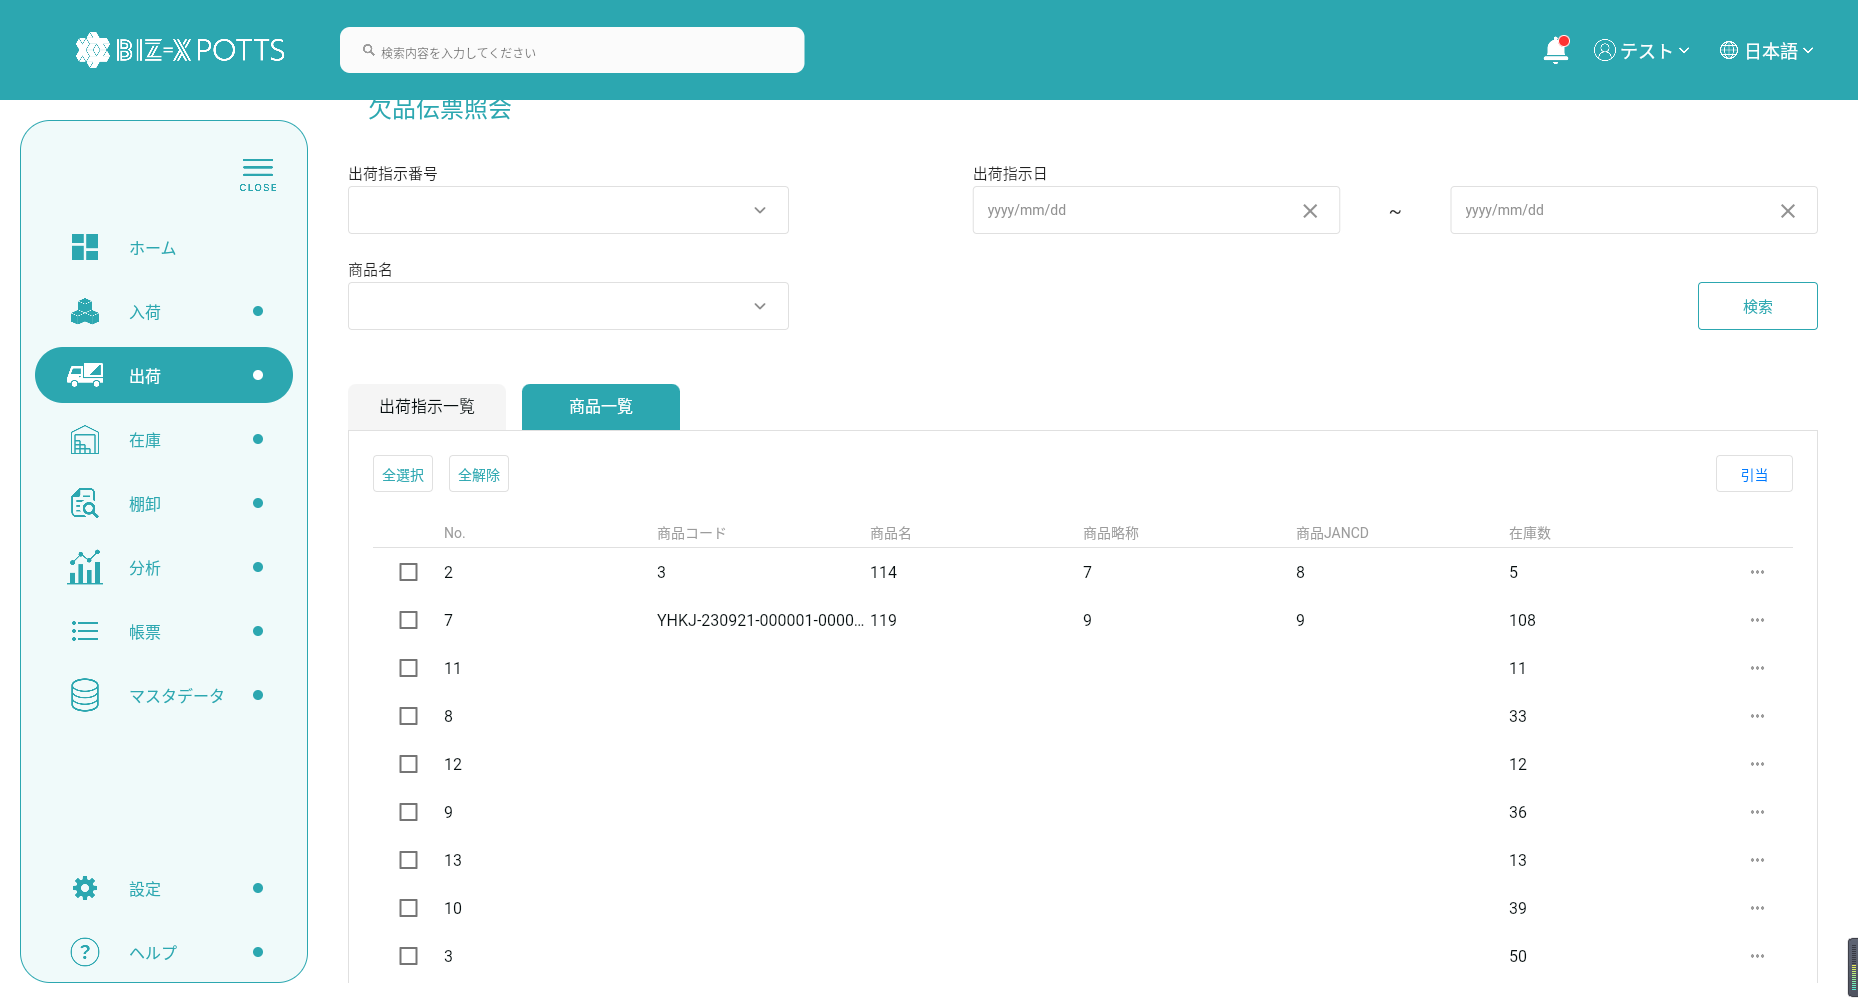 BIZ-X POTTS
検索内容を入力してください
テスト
日本語
欠品伝票照会
CLOSE
ホーム
入荷
出荷
在庫
棚卸
分析
帳票
マスタデータ
設定
? ヘルプ
出荷指示番号
出荷指示日
yyyy/mm/dd ~ yyyy/mm/dd
商品名
検索
出荷指示一覧 商品一覧
全選択 全解除 引当
No. 商品コード 商品名 商品略称 商品JANCD 在庫数
2 3 114 7 8 5 ···
7 YHKJ-230921-000001-0000... 119 9 9 108 ···
11 11 ···
8 33 ···
12 12 ···
9 36 ···
13 13 ···
10 39 ···
3 50 ···